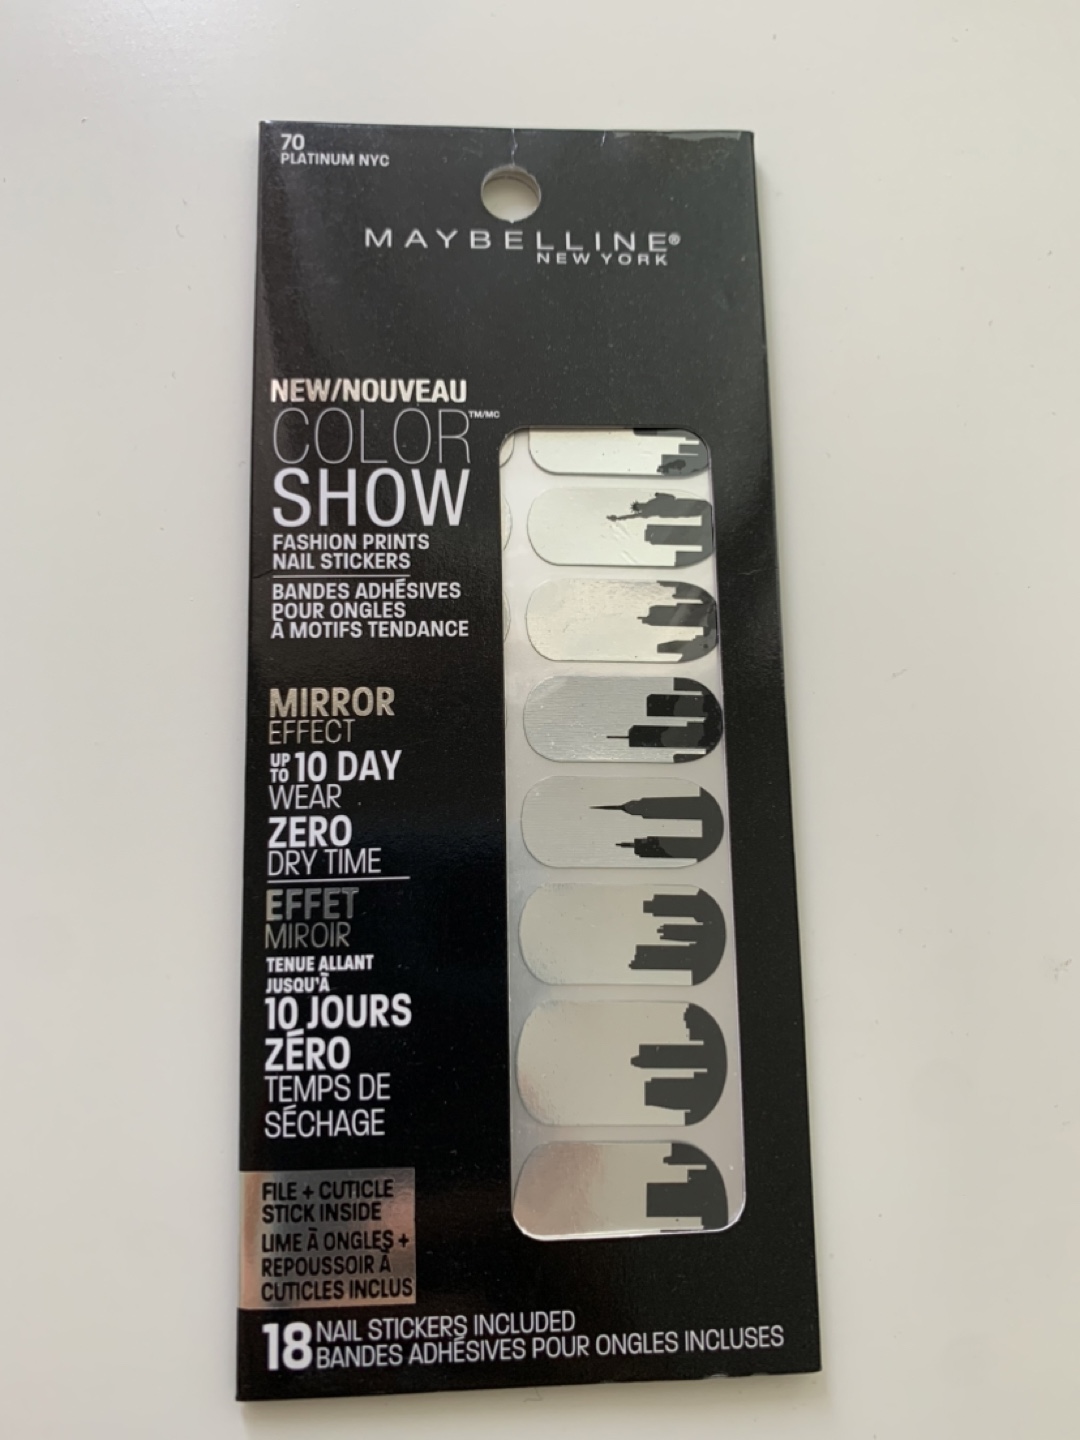 70
PLATINUM NYC
MAYBELLINE®
NEW YORK
NEW/NOUVEAU
COLOR™/MC
SHOW
FASHION PRINTS
NAIL STICKERS
BANDES ADHÉSIVES
POUR ONGLES
À MOTIFS TENDANCE
MIRROR
EFFECT
UP TO 10 DAY
WEAR
ZERO
DRY TIME
EFFET
MIROIR
TENUE ALLANT
JUSQU'À
10 JOURS
ZÉRO
TEMPS DE
SÉCHAGE
FILE + CUTICLE
STICK INSIDE
LIME À ONGLES +
REPOUSSOIR À
CUTICLES INCLUS
18 NAIL STICKERS INCLUDED
BANDES ADHÉSIVES POUR ONGLES INCLUSES